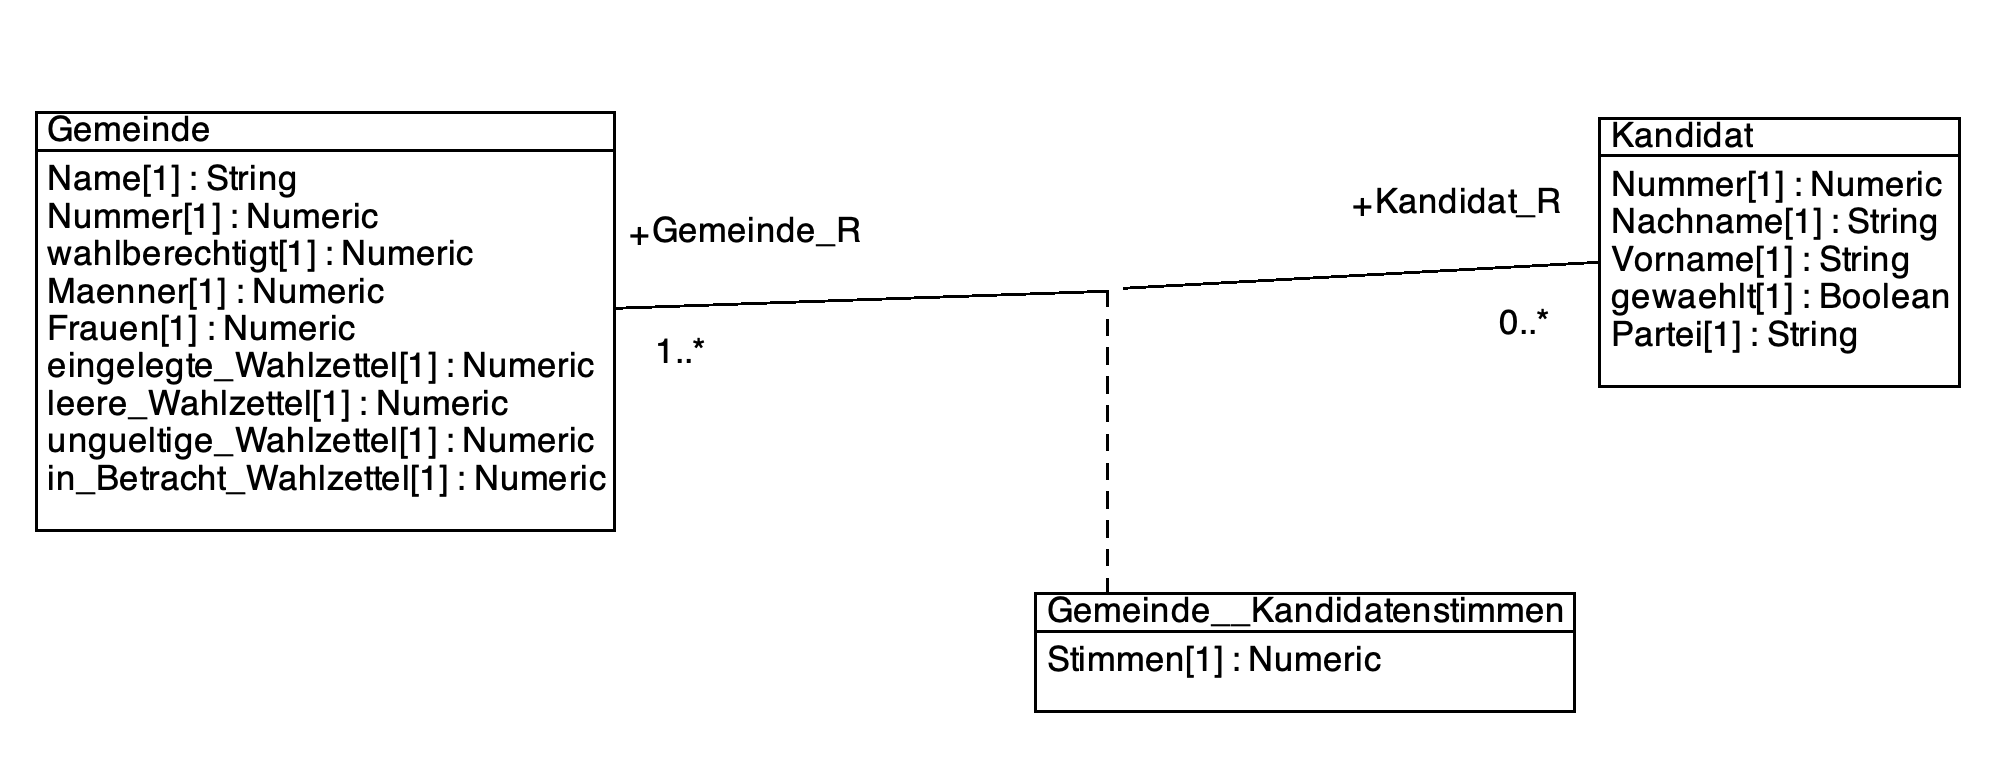 Gemeinde
Name[1] : String
Nummer[1] : Numeric
wahlberechtigt[1] : Numeric
Maenner[1] : Numeric
Frauen[1] : Numeric
eingelegte_Wahlzettel[1] : Numeric
leere_Wahlzettel[1] : Numeric
ungueltige_Wahlzettel[1] : Numeric
in_Betracht_Wahlzettel[1] : Numeric
+Gemeinde_R
1..*
+Kandidat_R
0..*
Kandidat
Nummer[1] : Numeric
Nachname[1] : String
Vorname[1] : String
gewaehlt[1] : Boolean
Partei[1] : String
Gemeinde__Kandidatenstimmen
Stimmen[1] : Numeric